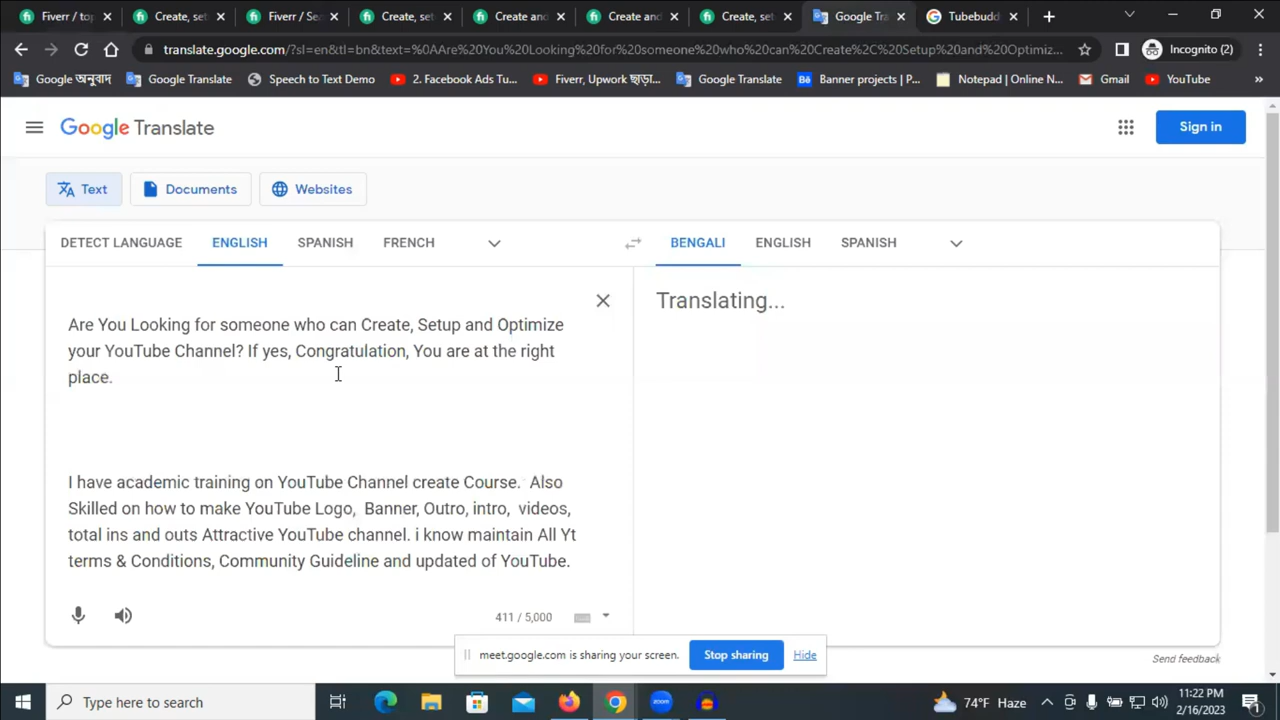 Fiverr / top
Create, set
Fiverr / Sea
Create, set
Create and
Create and
Create, set
Google Tra
Tubebudd
translate.google.com/?sl=en&tl=bn&text=%0AAre%20You%20Looking%20for%20someone%20who%20can%20Create%2C%20Setup%20and%20Optimiz...
Incognito (2)
Google অনুবাদ
Google Translate
Speech to Text Demo
2. Facebook Ads Tu...
Fiverr, Upwork ছাড়া...
Google Translate
Banner projects | P...
Notepad | Online N...
Gmail
YouTube
Google Translate
Sign in
Text
Documents
Websites
DETECT LANGUAGE
ENGLISH
SPANISH
FRENCH
BENGALI
ENGLISH
SPANISH
Are You Looking for someone who can Create, Setup and Optimize
your YouTube Channel? If yes, Congratulation, You are at the right
place.
Translating...
I have academic training on YouTube Channel create Course. Also
Skilled on how to make YouTube Logo, Banner, Outro, intro, videos,
total ins and outs Attractive YouTube channel. i know maintain All Yt
terms & Conditions, Community Guideline and updated of YouTube.
411 / 5,000
meet.google.com is sharing your screen.
Stop sharing
Hide
Send feedback
Type here to search
zoom
74°F Haze
11:22 PM
2/16/2023
1